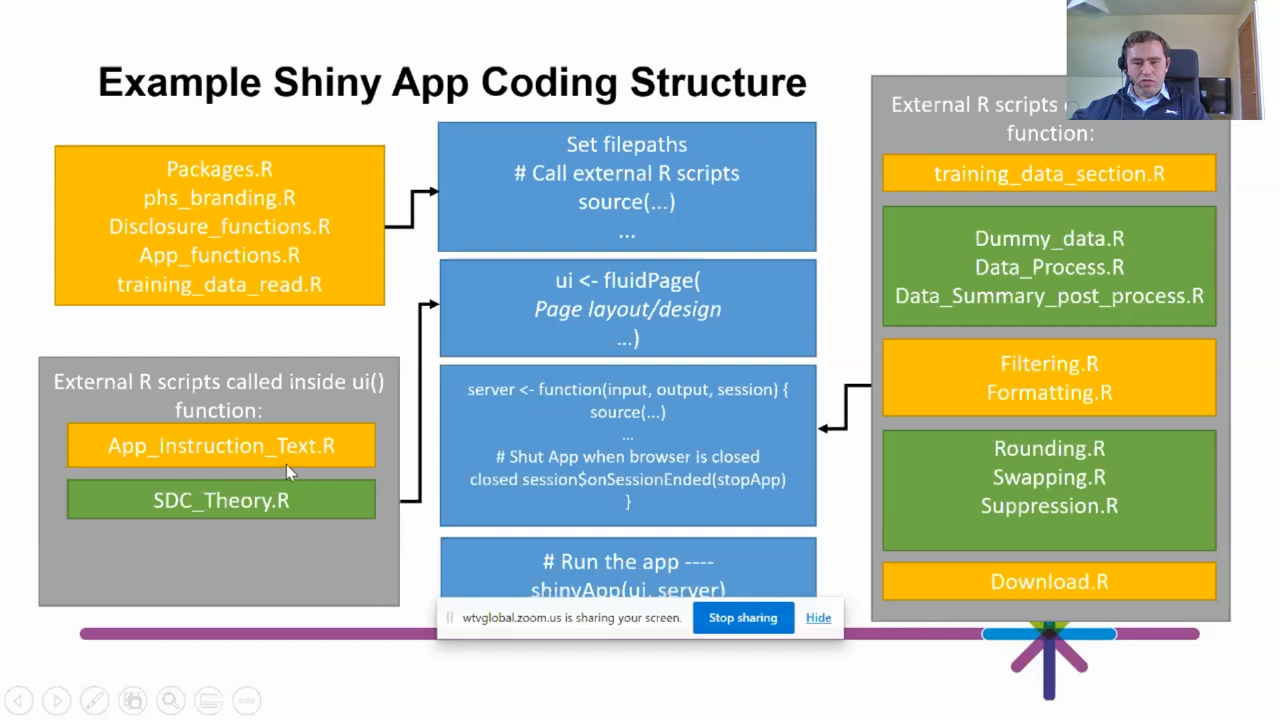 Example Shiny App Coding Structure
Packages.R
phs_branding.R
Disclosure_functions.R
App_functions.R
training_data_read.R
External R scripts called inside ui()
function:
App_Instruction_Text.R
SDC_Theory.R
Set filepaths
# Call external R scripts
source(...)
...
ui <- fluidPage(
Page layout/design
...)
server <- function(input, output, session) {
source(...)
...
# Shut App when browser is closed
closed session$onSessionEnded(stopApp)
}
# Run the app ----
shinyApp(ui, server)
External R scripts
function:
training_data_section.R
Dummy_data.R
Data_Process.R
Data_Summary_post_process.R
Filtering.R
Formatting.R
Rounding.R
Swapping.R
Suppression.R
Download.R
wtvglobal.zoom.us is sharing your screen.
Stop sharing
Hide